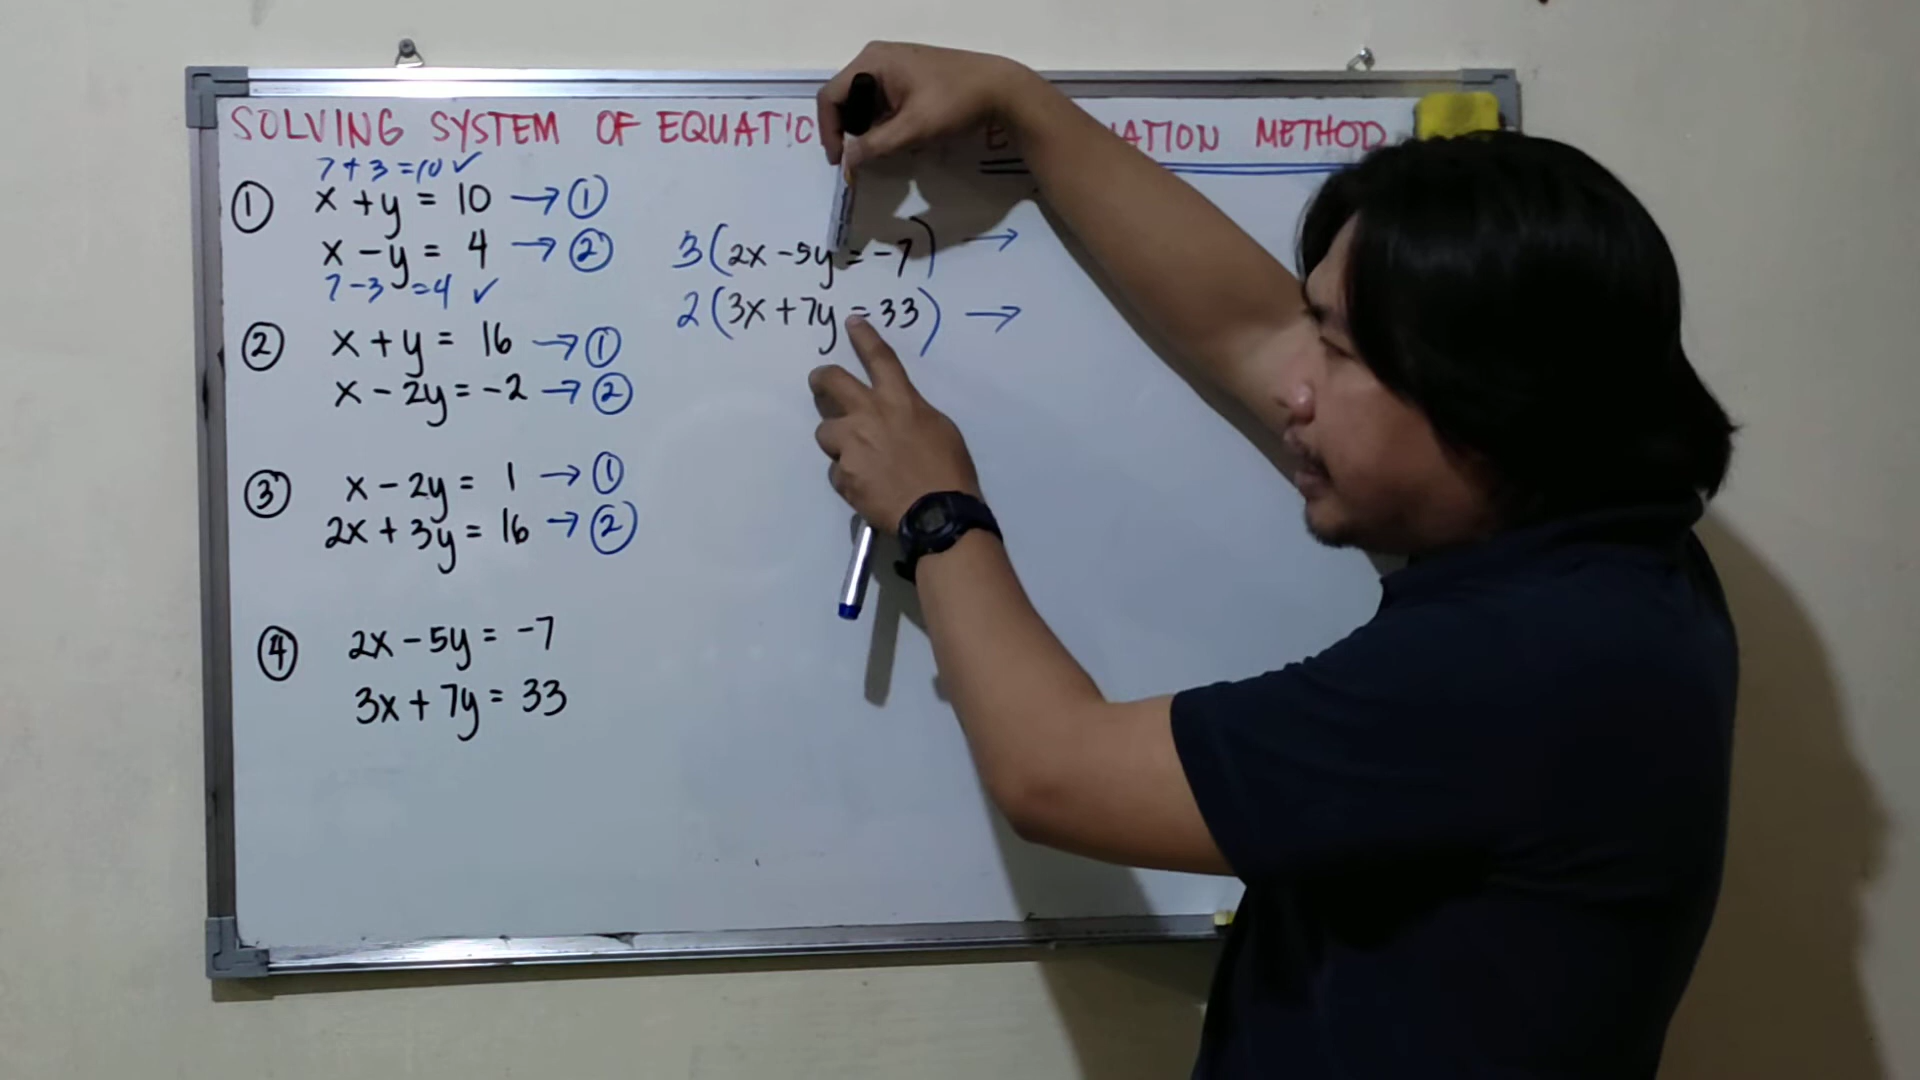 SOLVING SYSTEM OF EQUATIO METHOD
7 + 3 = 10 ✓
① x + y = 10 → ①
x - y = 4 → ②
7 - 3 = 4 ✓
② x + y = 16 → ①
x - 2y = -2 → ②
③ x - 2y = 1 → ①
2x + 3y = 16 → ②
④ 2x - 5y = -7
3x + 7y = 33
3(2x - 5y = -7) →
2(3x + 7y = 33) →